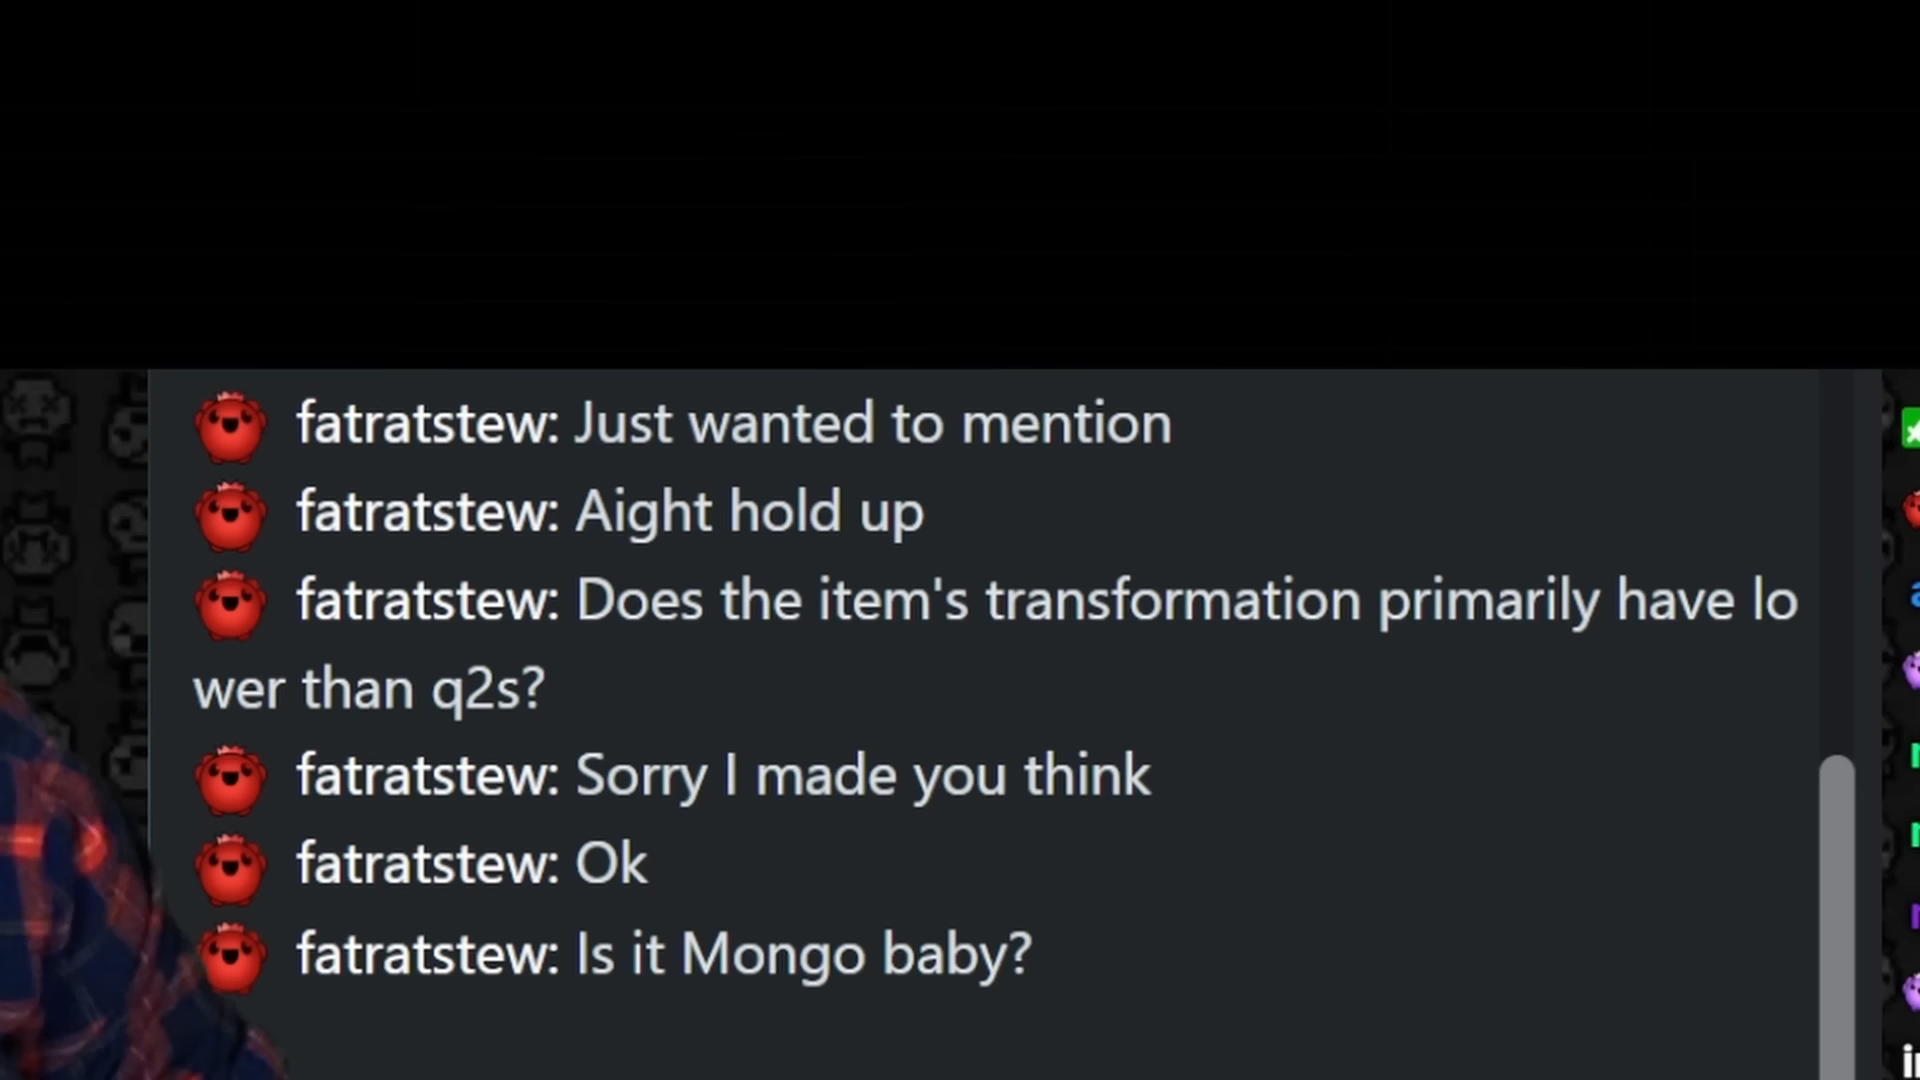 fatratstew: Just wanted to mention
fatratstew: Aight hold up
fatratstew: Does the item's transformation primarily have lo
wer than q2s?
fatratstew: Sorry I made you think
fatratstew: Ok
fatratstew: Is it Mongo baby?